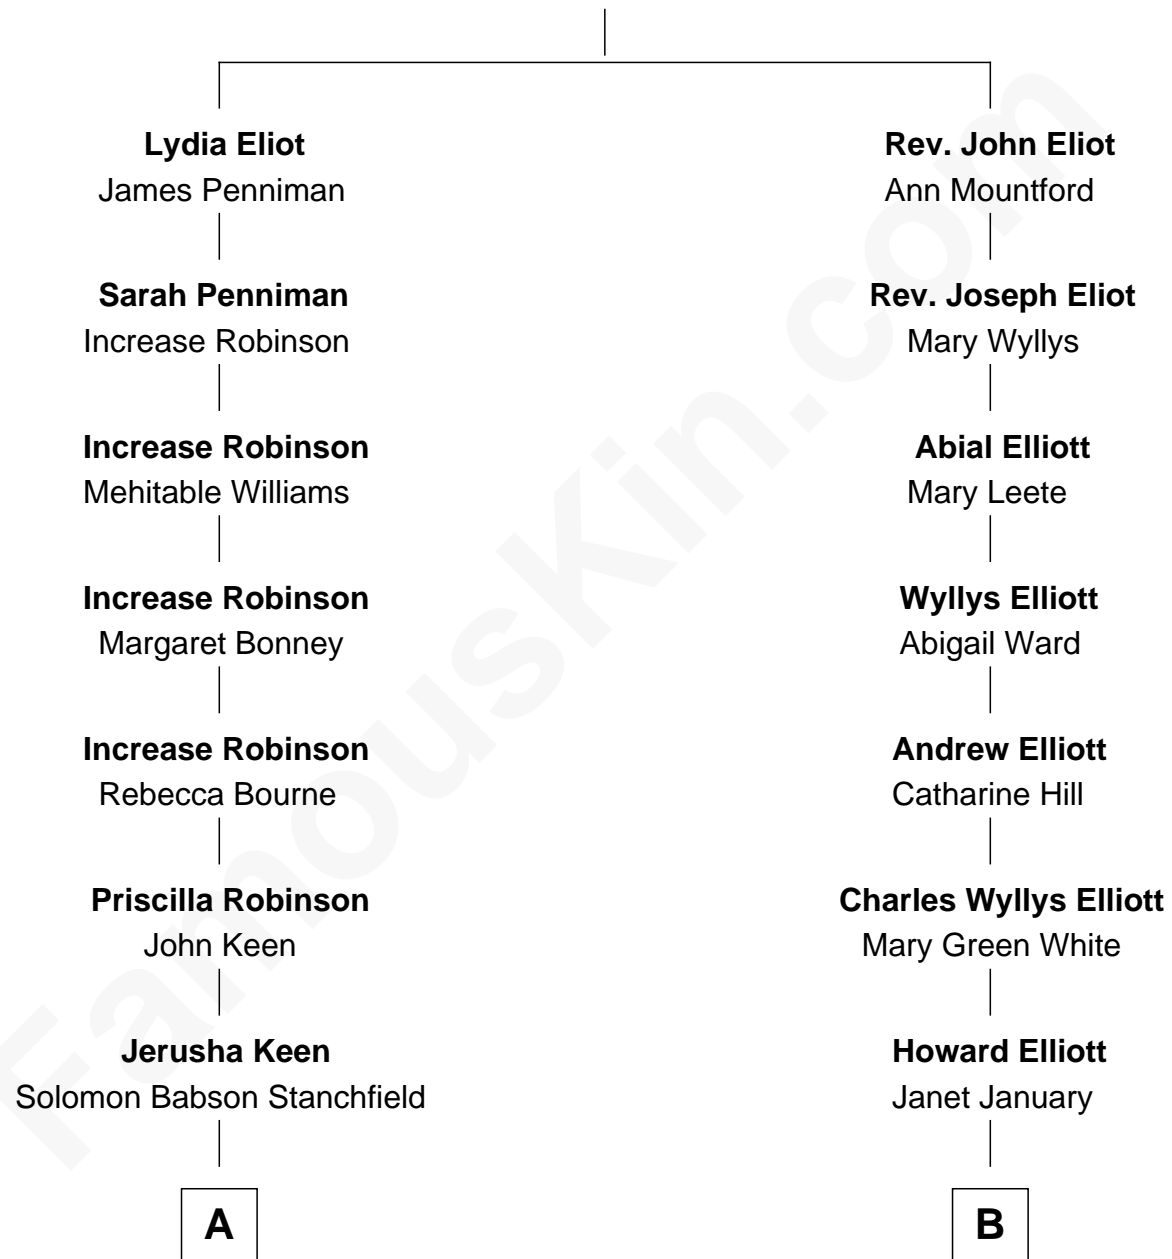 Lydia Eliot
James Penniman
Sarah Penniman
Increase Robinson
Increase Robinson
Mehitable Williams
Increase Robinson
Margaret Bonney
Increase Robinson
Rebecca Bourne
Priscilla Robinson
John Keen
Jerusha Keen
Solomon Babson Stanchfield
A
Rev. John Eliot
Ann Mountford
Rev. Joseph Eliot
Mary Wyllys
Abial Elliott
Mary Leete
Wyllys Elliott
Abigail Ward
Andrew Elliott
Catharine Hill
Charles Wyllys Elliott
Mary Green White
Howard Elliott
Janet January
B
FamousKin.com